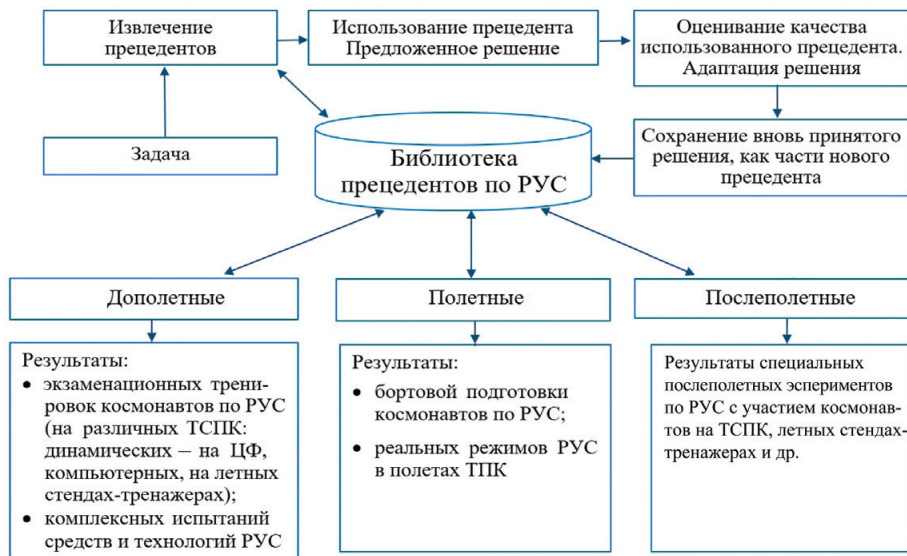 Извлечение
прецедентов
Использование прецедента
Предложенное решение
Оценивание качества
использованного прецедента.
Адаптация решения
Задача
Библиотека
прецедентов по РУС
Сохранение вновь принятого
решения, как части нового
прецедента
Дополетные
Полетные
Послеполетные
Результаты:
• экзаменационных трени-
ровок космонавтов по РУС
(на различных ТСПК:
динамических – на ЦФ,
компьютерных, на летных
стендах-тренажерах);
• комплексных испытаний
средств и технологий РУС
Результаты:
• бортовой подготовки
космонавтов по РУС;
• реальных режимов РУС
в полетах ТПК
Результаты специальных
послеполетных эспериментов
по РУС с участием космонав-
тов на ТСПК, летных стендах-
тренажерах и др.